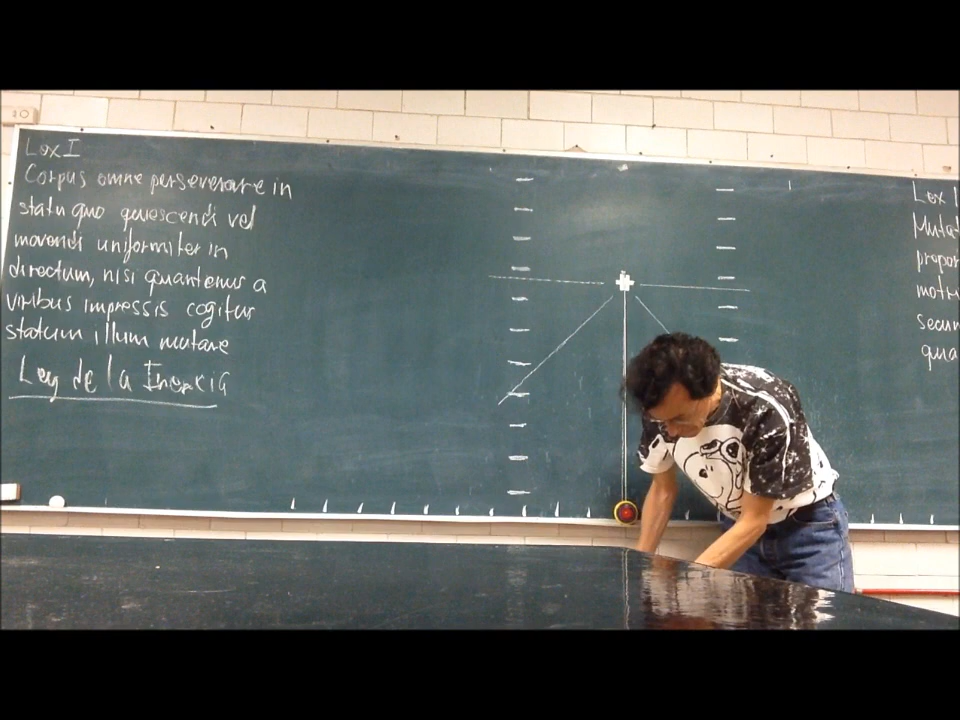 Lex I
Corpus omne perseverare in
statu quo quiescendi vel
movendi uniformiter in
directum, nisi quatenus a
viribus impressis cogitur
statum illum mutare
Ley de la Inercia
Lex I
Mutat
propor
motri
secun
qua